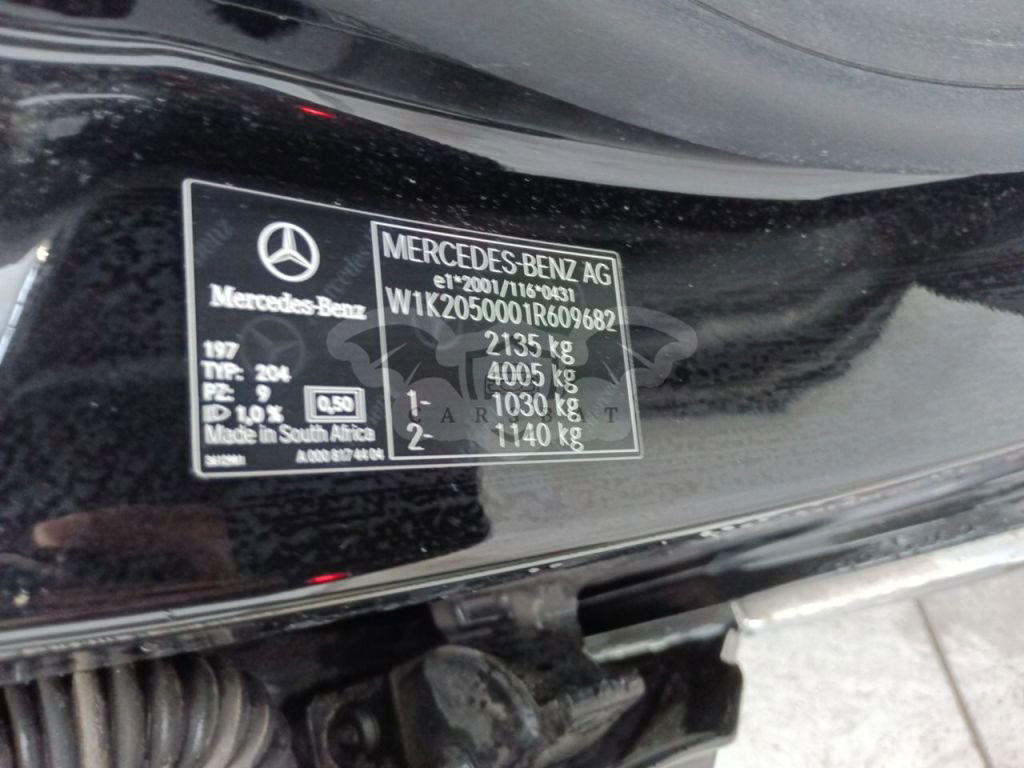 Mercedes-Benz
197
TYP: 204
PZ: 9
1,0 %
0,50
Made in South Africa
A 000 817 44 04
MERCEDES-BENZ AG
e1*2001/116*0431
W1K2050001R609682
2135 kg
4005 kg
1- 1030 kg
2- 1140 kg
CARSBAT